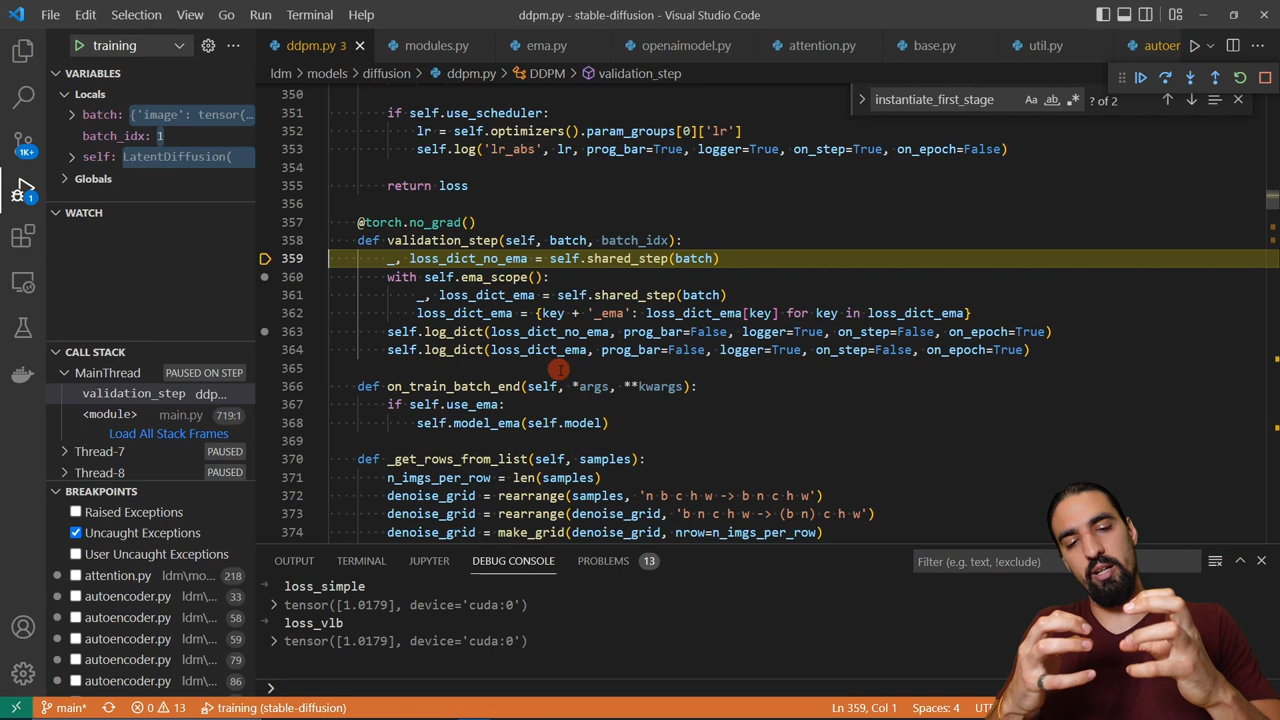 File Edit Selection View Go Run Terminal Help
ddpm.py - stable-diffusion - Visual Studio Code
training
ddpm.py 3
modules.py
ema.py
openaimodel.py
attention.py
base.py
util.py
autoer
ldm > models > diffusion > ddpm.py > DDPM > validation_step
instantiate_first_stage
Aa ab .*
? of 2
VARIABLES
Locals
batch: {'image': tensor(…
batch_idx: 1
self: LatentDiffusion(
Globals
WATCH
CALL STACK
MainThread PAUSED ON STEP
validation_step ddp...
<module> main.py 719:1
Load All Stack Frames
Thread-7 PAUSED
Thread-8 PAUSED
BREAKPOINTS
Raised Exceptions
Uncaught Exceptions
User Uncaught Exceptions
attention.py ldm\mo... 218
autoencoder.py ldm\... 33
autoencoder.py ldm\... 58
autoencoder.py ldm\... 59
autoencoder.py ldm\... 79
autoencoder.py ldm\... 86
1K+
1
350
351 if self.use_scheduler:
352 lr = self.optimizers().param_groups[0]['lr']
353 self.log('lr_abs', lr, prog_bar=True, logger=True, on_step=True, on_epoch=False)
354
355 return loss
356
357 @torch.no_grad()
358 def validation_step(self, batch, batch_idx):
359 _, loss_dict_no_ema = self.shared_step(batch)
360 with self.ema_scope():
361 _, loss_dict_ema = self.shared_step(batch)
362 loss_dict_ema = {key + '_ema': loss_dict_ema[key] for key in loss_dict_ema}
363 self.log_dict(loss_dict_no_ema, prog_bar=False, logger=True, on_step=False, on_epoch=True)
364 self.log_dict(loss_dict_ema, prog_bar=False, logger=True, on_step=False, on_epoch=True)
365
366 def on_train_batch_end(self, *args, **kwargs):
367 if self.use_ema:
368 self.model_ema(self.model)
369
370 def _get_rows_from_list(self, samples):
371 n_imgs_per_row = len(samples)
372 denoise_grid = rearrange(samples, 'n b c h w -> b n c h w')
373 denoise_grid = rearrange(denoise_grid, 'b n c h w -> (b n) c h w')
374 denoise_grid = make_grid(denoise_grid, nrow=n_imgs_per_row)
OUTPUT TERMINAL JUPYTER DEBUG CONSOLE PROBLEMS 13
Filter (e.g. text, !exclude)
loss_simple
tensor([1.0179], device='cuda:0')
loss_vlb
tensor([1.0179], device='cuda:0')
main* 0 13 training (stable-diffusion)
Ln 359, Col 1 Spaces: 4